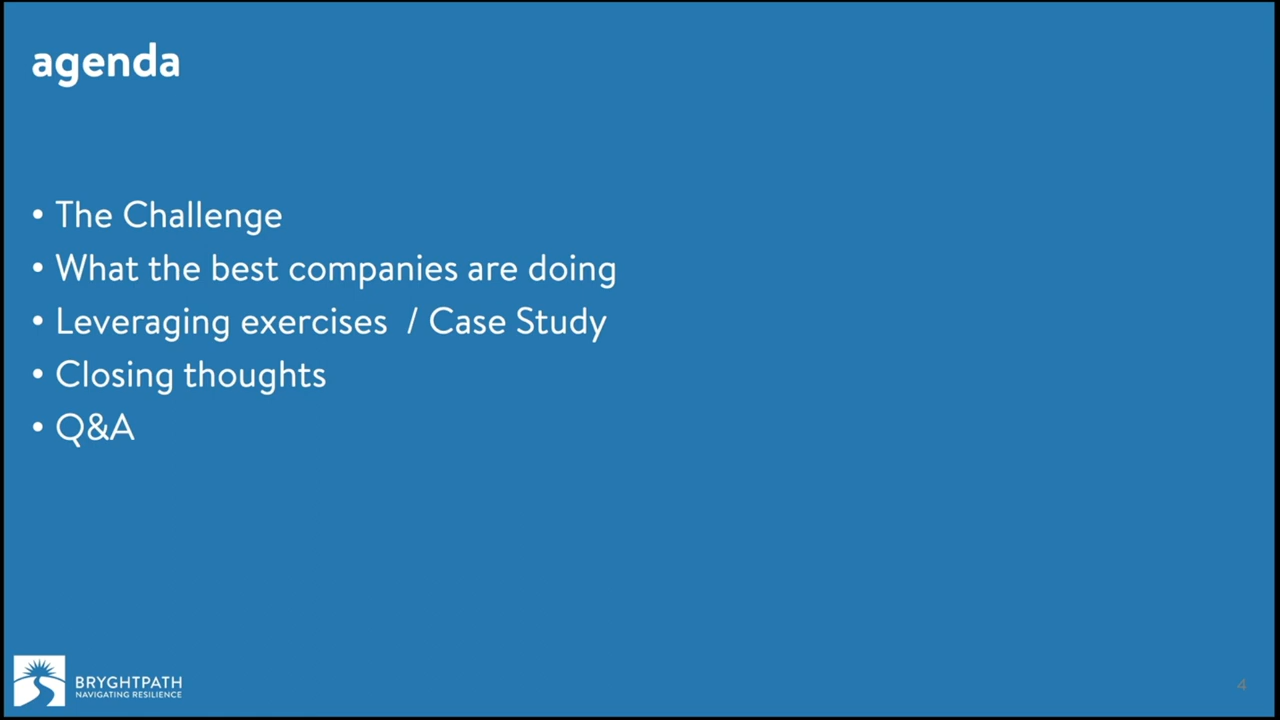 agenda
• The Challenge
• What the best companies are doing
• Leveraging exercises / Case Study
• Closing thoughts
• Q&A
BRYGHTPATH
NAVIGATING RESILIENCE
4